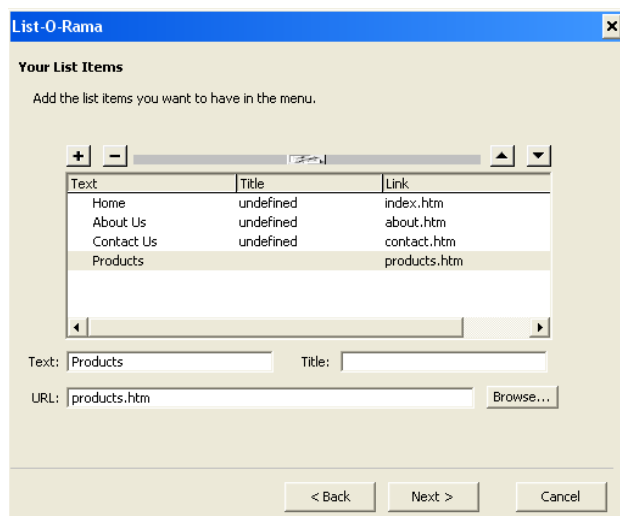 List-O-Rama
Your List Items
Add the list items you want to have in the menu.
Text Title Link
Home undefined index.htm
About Us undefined about.htm
Contact Us undefined contact.htm
Products products.htm
Text: Products Title:
URL: products.htm Browse...
< Back Next > Cancel